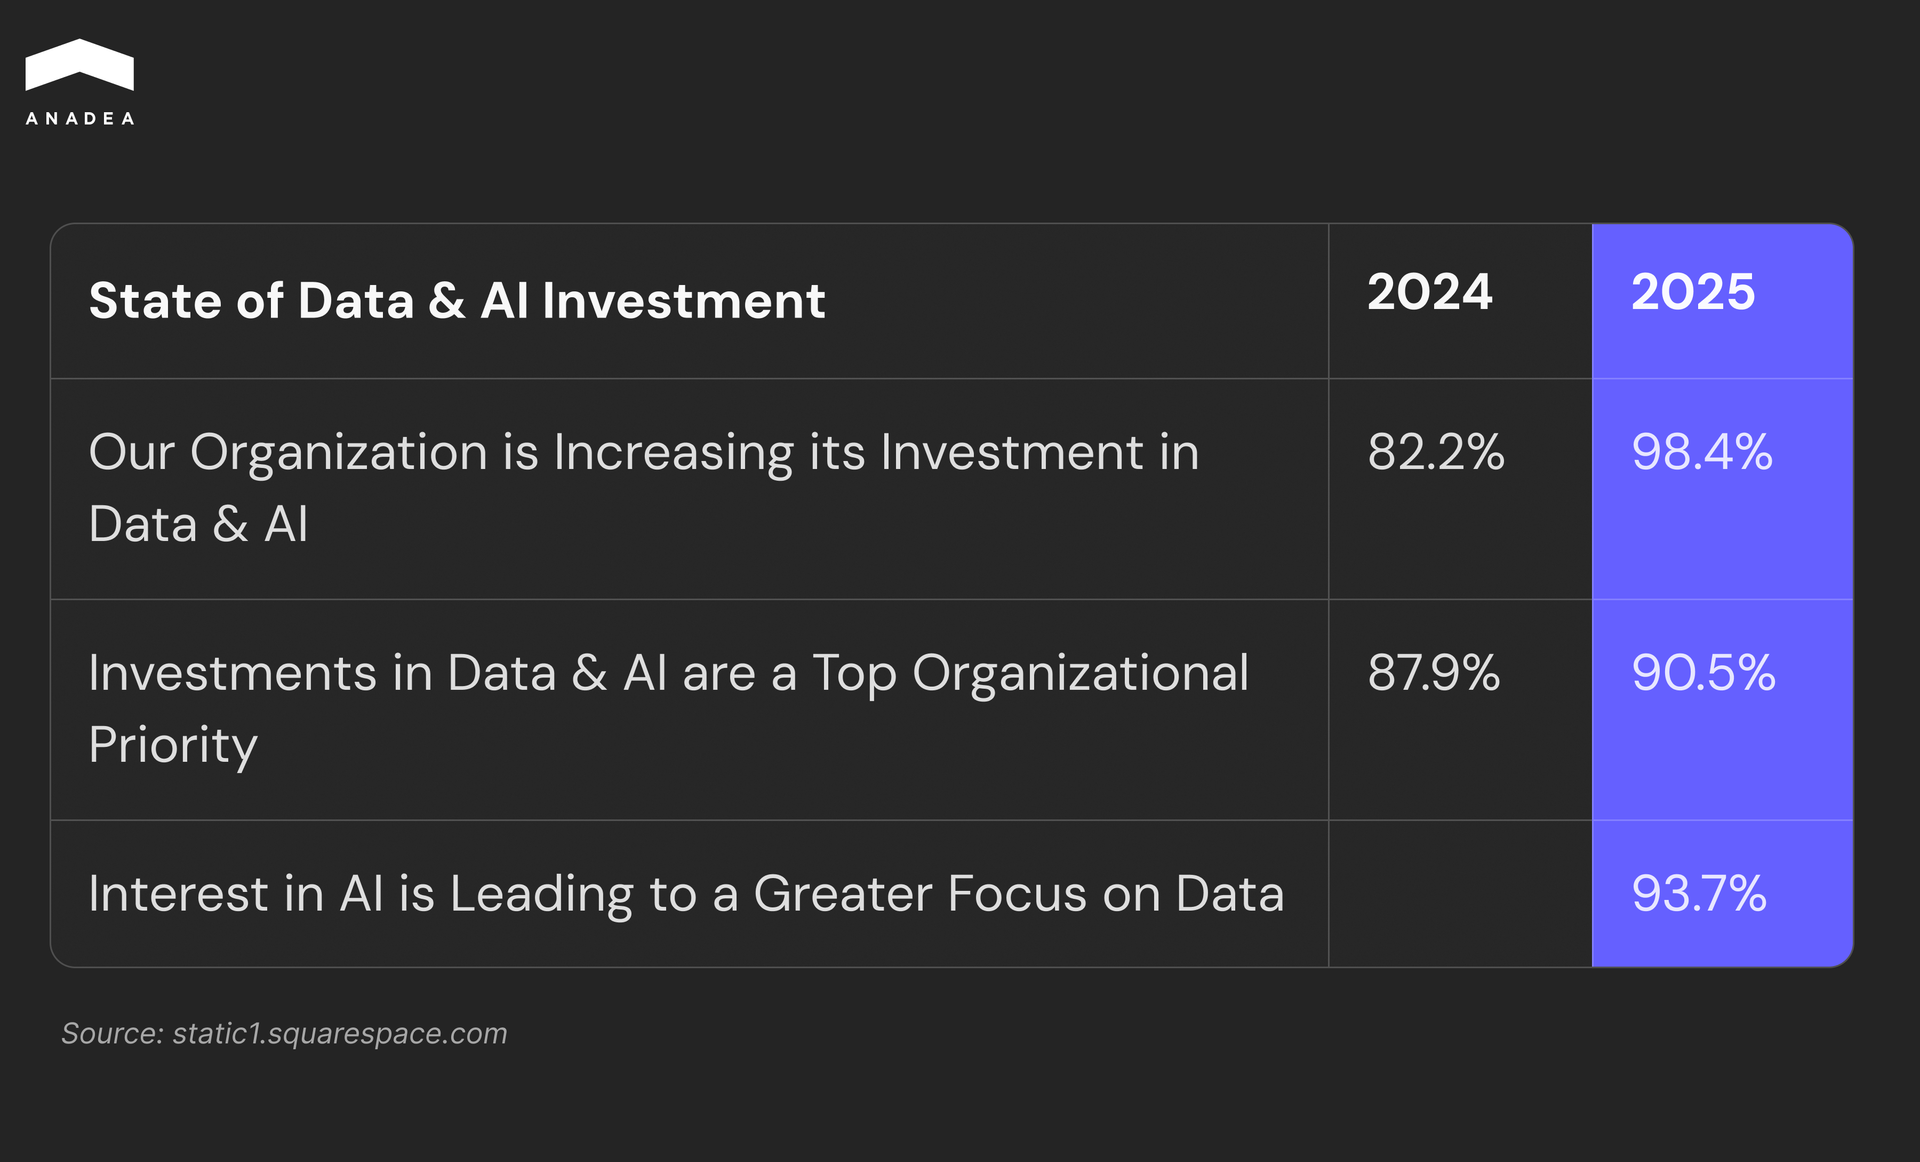 ANADEA
State of Data & AI Investment 2024 2025
Our Organization is Increasing its Investment in 82.2% 98.4%
Data & AI
Investments in Data & AI are a Top Organizational 87.9% 90.5%
Priority
Interest in AI is Leading to a Greater Focus on Data 93.7%
Source: static1.squarespace.com